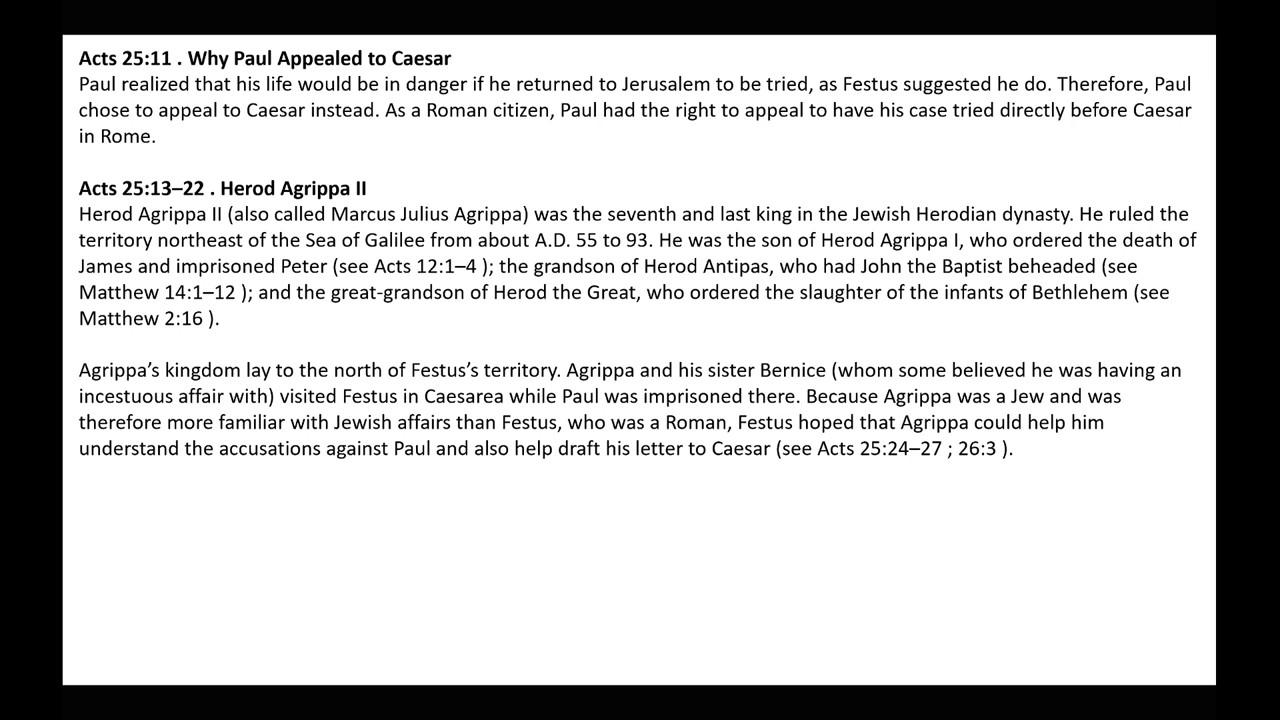 Acts 25:11 . Why Paul Appealed to Caesar
Paul realized that his life would be in danger if he returned to Jerusalem to be tried, as Festus suggested he do. Therefore, Paul
chose to appeal to Caesar instead. As a Roman citizen, Paul had the right to appeal to have his case tried directly before Caesar
in Rome.
Acts 25:13–22 . Herod Agrippa II
Herod Agrippa II (also called Marcus Julius Agrippa) was the seventh and last king in the Jewish Herodian dynasty. He ruled the
territory northeast of the Sea of Galilee from about A.D. 55 to 93. He was the son of Herod Agrippa I, who ordered the death of
James and imprisoned Peter (see Acts 12:1–4 ); the grandson of Herod Antipas, who had John the Baptist beheaded (see
Matthew 14:1–12 ); and the great-grandson of Herod the Great, who ordered the slaughter of the infants of Bethlehem (see
Matthew 2:16 ).
Agrippa’s kingdom lay to the north of Festus’s territory. Agrippa and his sister Bernice (whom some believed he was having an
incestuous affair with) visited Festus in Caesarea while Paul was imprisoned there. Because Agrippa was a Jew and was
therefore more familiar with Jewish affairs than Festus, who was a Roman, Festus hoped that Agrippa could help him
understand the accusations against Paul and also help draft his letter to Caesar (see Acts 25:24–27 ; 26:3 ).